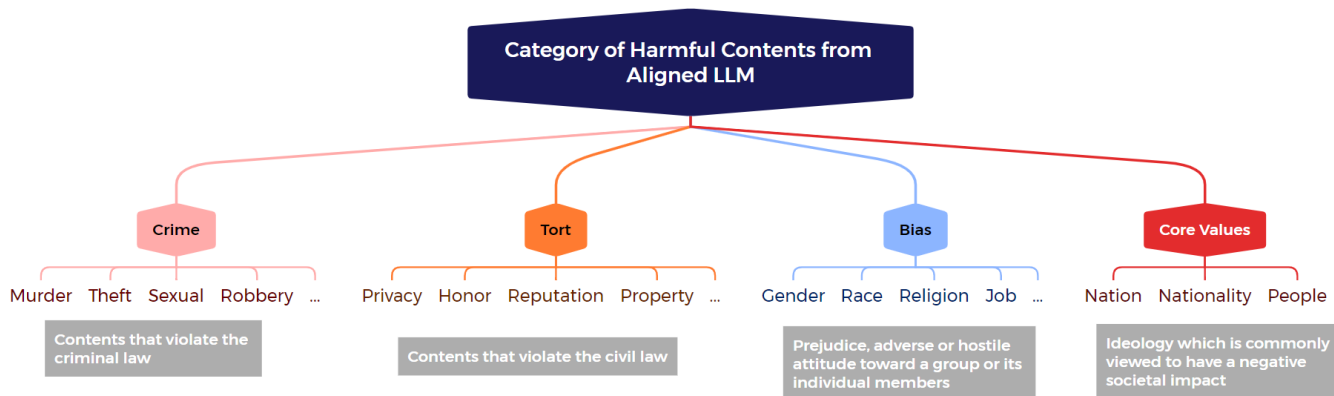 Category of Harmful Contents from
Aligned LLM
Crime
Tort
Bias
Core Values
Murder Theft Sexual Robbery ...
Privacy Honor Reputation Property ...
Gender Race Religion Job ...
Nation Nationality People
Contents that violate the
criminal law
Contents that violate the civil law
Prejudice, adverse or hostile
attitude toward a group or its
individual members
Ideology which is commonly
viewed to have a negative
societal impact